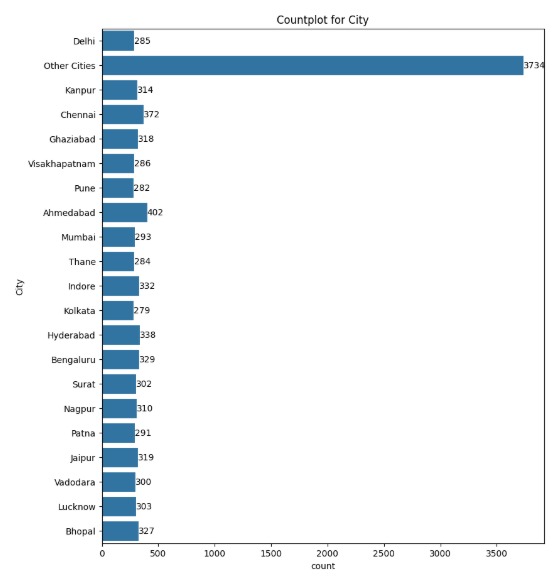 Countplot for City
Delhi 285
Other Cities 3734
Kanpur 314
Chennai 372
Ghaziabad 318
Visakhapatnam 286
Pune 282
Ahmedabad 402
Mumbai 293
Thane 284
Indore 332
Kolkata 279
Hyderabad 338
Bengaluru 329
Surat 302
Nagpur 310
Patna 291
Jaipur 319
Vadodara 300
Lucknow 303
Bhopal 327
City
0 500 1000 1500 2000 2500 3000 3500
count